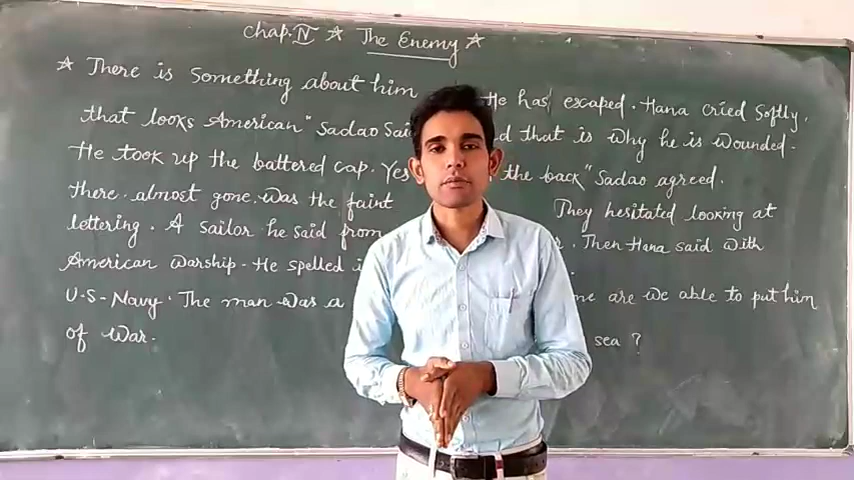 Chap. IV ☆ The Enemy ☆
☆ There is Something about him
that looks American" Sadao Sai
He took up the battered cap. Yes
there. almost gone was the faint
lettering. A sailor he said from
American warship. He spelled
U.S. Navy. The man was a
of War.
He has escaped. Hana cried Softly,
that is why he is wounded.
the back" Sadao agreed.
They hesitated looking at
Then Hana said with
me are we able to put him
sea ?